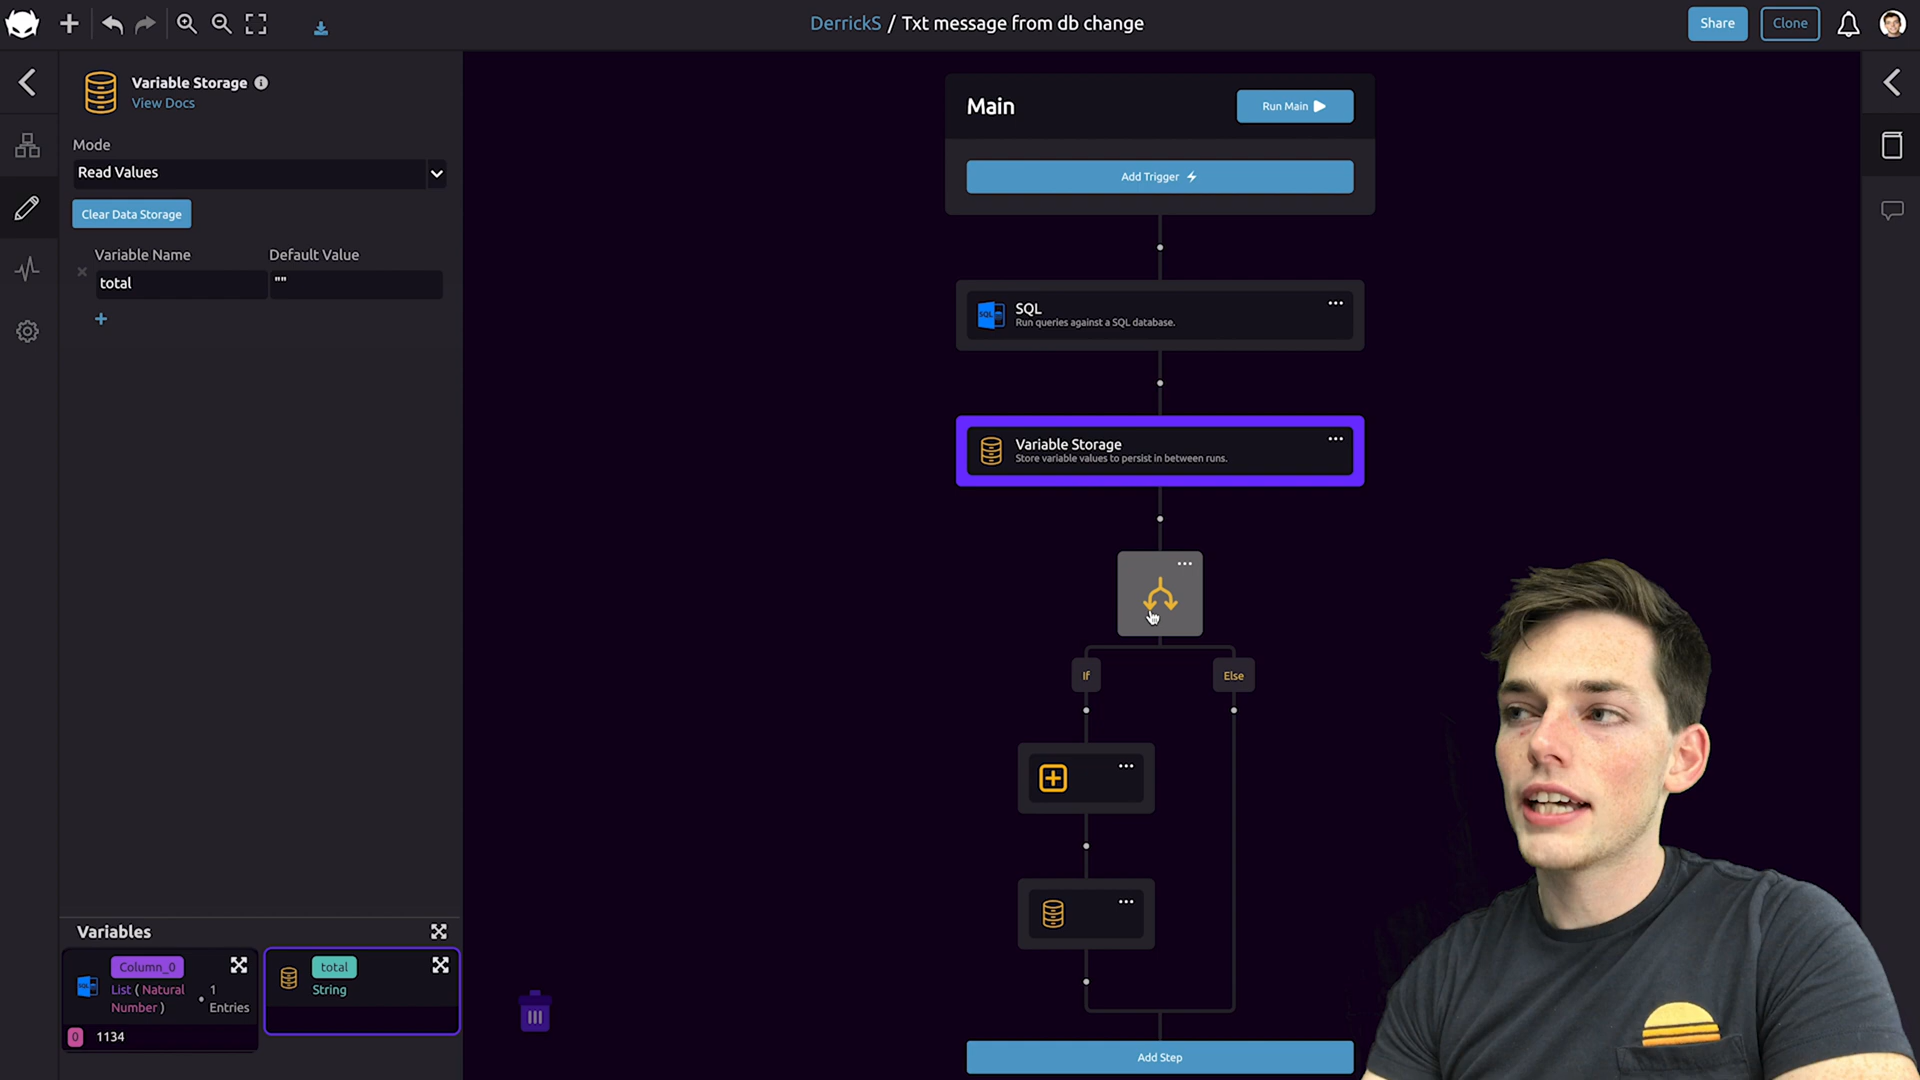 DerrickS / Txt message from db change
Share
Clone
Variable Storage
View Docs
Mode
Read Values
Clear Data Storage
Variable Name
Default Value
total
""
Main
Run Main
Add Trigger
SQL
Run queries against a SQL database.
Variable Storage
Store variable values to persist in between runs.
If
Else
Add Step
Variables
Column_0
List ( Natural
Number )
1
Entries
0
1134
total
String
SQL